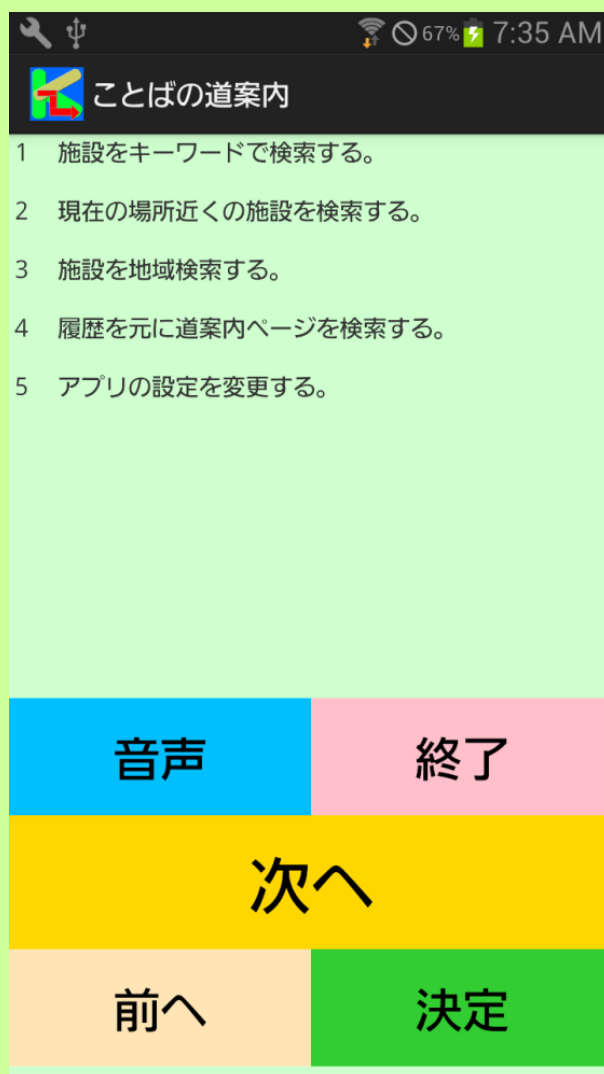 67% 7:35 AM
ことばの道案内
1 施設をキーワードで検索する。
2 現在の場所近くの施設を検索する。
3 施設を地域検索する。
4 履歴を元に道案内ページを検索する。
5 アプリの設定を変更する。
音声 終了
次へ
前へ 決定